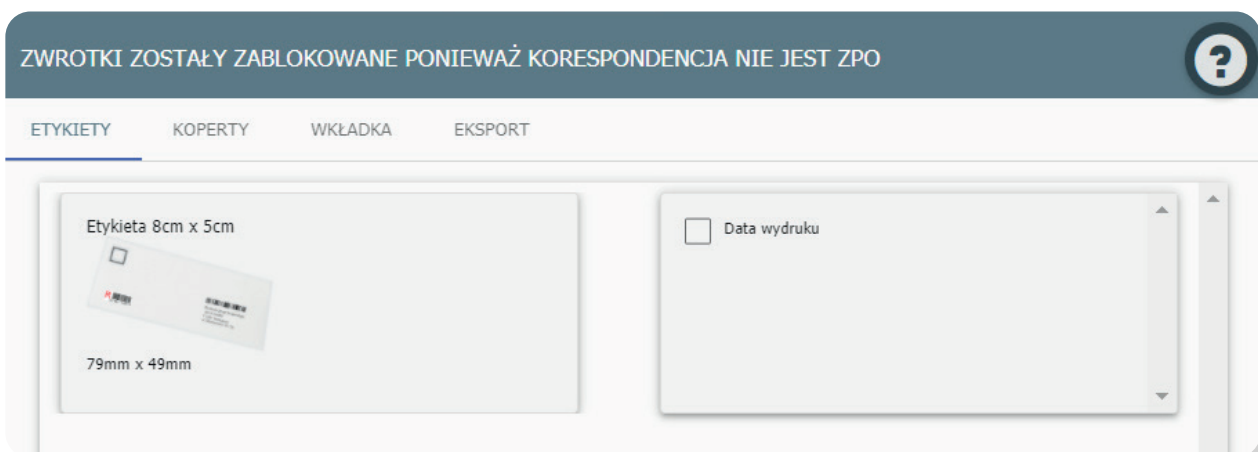 ZWROTKI ZOSTAŁY ZABLOKOWANE PONIEWAŻ KORESPONDENCJA NIE JEST ZPO
?
ETYKIETY KOPERTY WKŁADKA EKSPORT
Etykieta 8cm x 5cm
79mm x 49mm
Data wydruku